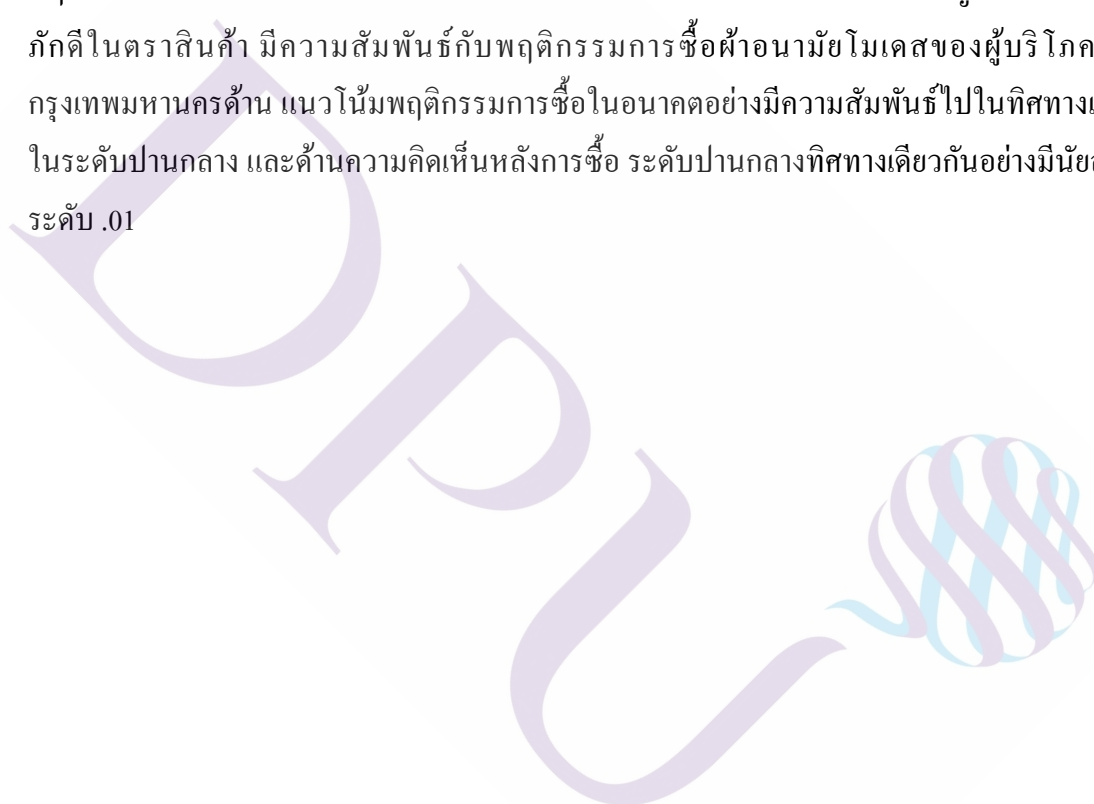 ภักดีในตราสินค้า มีความสัมพันธ์กับพฤติกรรมการซื้อผ้าอนามัยโมเดสของผู้บริโภค
กรุงเทพมหานครด้าน แนวโน้มพฤติกรรมการซื้อในอนาคตอย่างมีความสัมพันธ์ไปในทิศทาง
ในระดับปานกลาง และด้านความคิดเห็นหลังการซื้อ ระดับปานกลางทิศทางเดียวกันอย่างมี
ระดับ .01
DPU